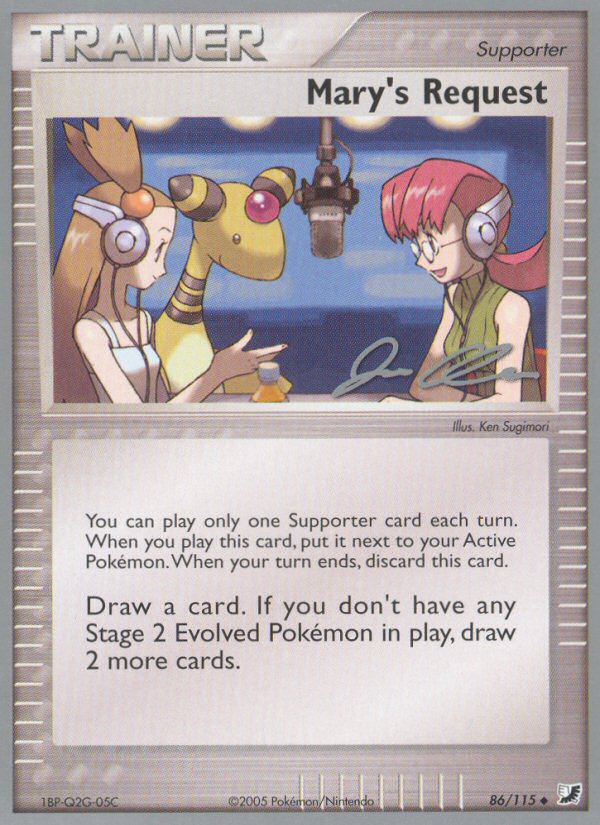 TRAINER
Supporter
Mary's Request
Illus. Ken Sugimori
You can play only one Supporter card each turn.
When you play this card, put it next to your Active
Pokémon. When your turn ends, discard this card.
Draw a card. If you don't have any
Stage 2 Evolved Pokémon in play, draw
2 more cards.
1BP-Q2G-05C
©2005 Pokémon/Nintendo
86/115 ◆